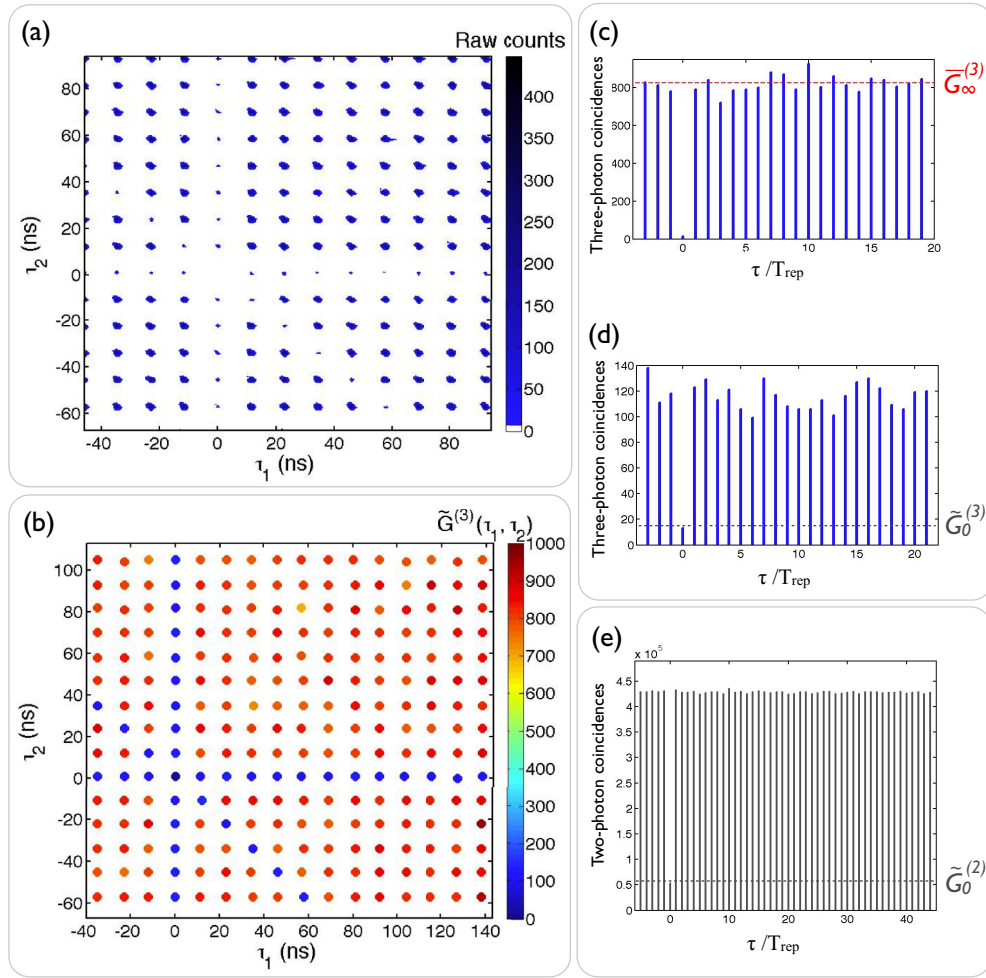 (a)
Raw counts
80
60
40
20
0
-20
-40
-60
τ2 (ns)
-40 -20 0 20 40 60 80
τ1 (ns)
400
350
300
250
200
150
100
50
0
(b)
G̃(3)(τ1, τ2)
100
80
60
40
20
0
-20
-40
-60
τ2 (ns)
-40 -20 0 20 40 60 80 100 120 140
τ1 (ns)
1000
900
800
700
600
500
400
300
200
100
0
(c)
Three-photon coincidences
800
600
400
200
0
0 5 10 15 20
τ /Trep
G̅∞(3)
(d)
Three-photon coincidences
140
120
100
80
60
40
20
0
0 5 10 15 20
τ /Trep
G̃0(3)
(e)
x 10^5
Two-photon coincidences
4.5
4
3.5
3
2.5
2
1.5
1
0.5
0
0 10 20 30 40
τ /Trep
G̃0(2)